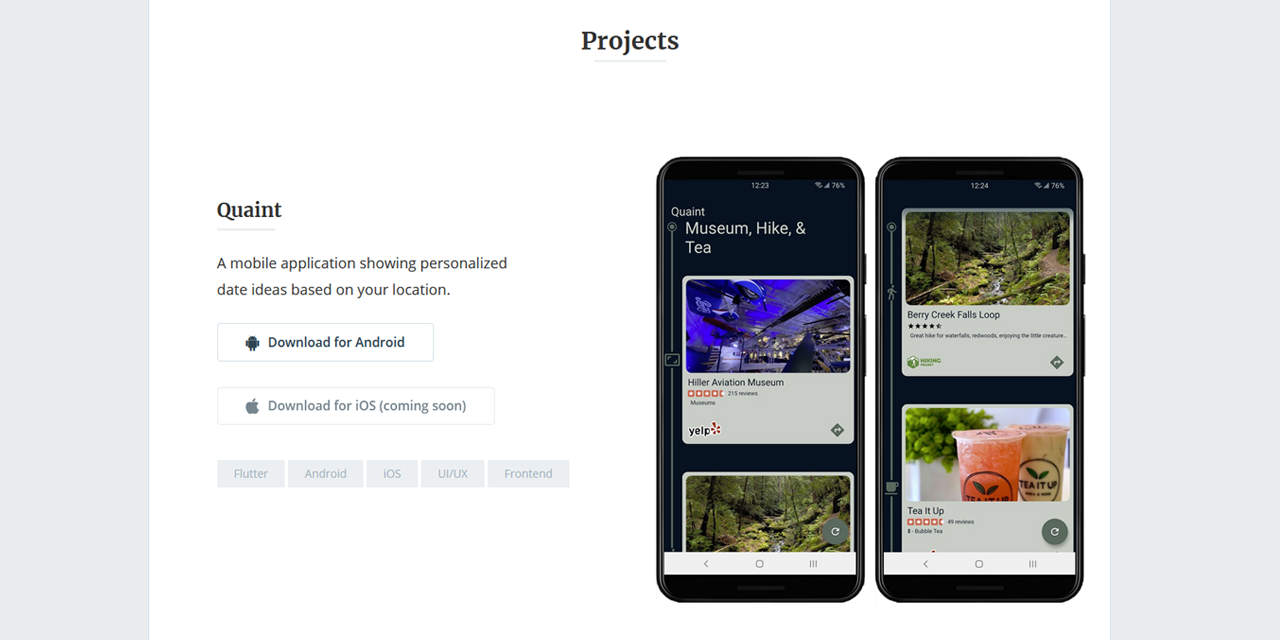 Projects
Quaint
A mobile application showing personalized
date ideas based on your location.
Download for Android
Download for iOS (coming soon)
Flutter Android iOS UI/UX Frontend
12:23 76%
Quaint
Museum, Hike, &
Tea
Hiller Aviation Museum
215 reviews
Museums
yelp
12:24 76%
Berry Creek Falls Loop
Great hike for waterfalls, redwoods, enjoying the little creature...
HIKING
PROJECT
TEA IT UP
TEA IT UP
Tea It Up
49 reviews
- Bubble Tea